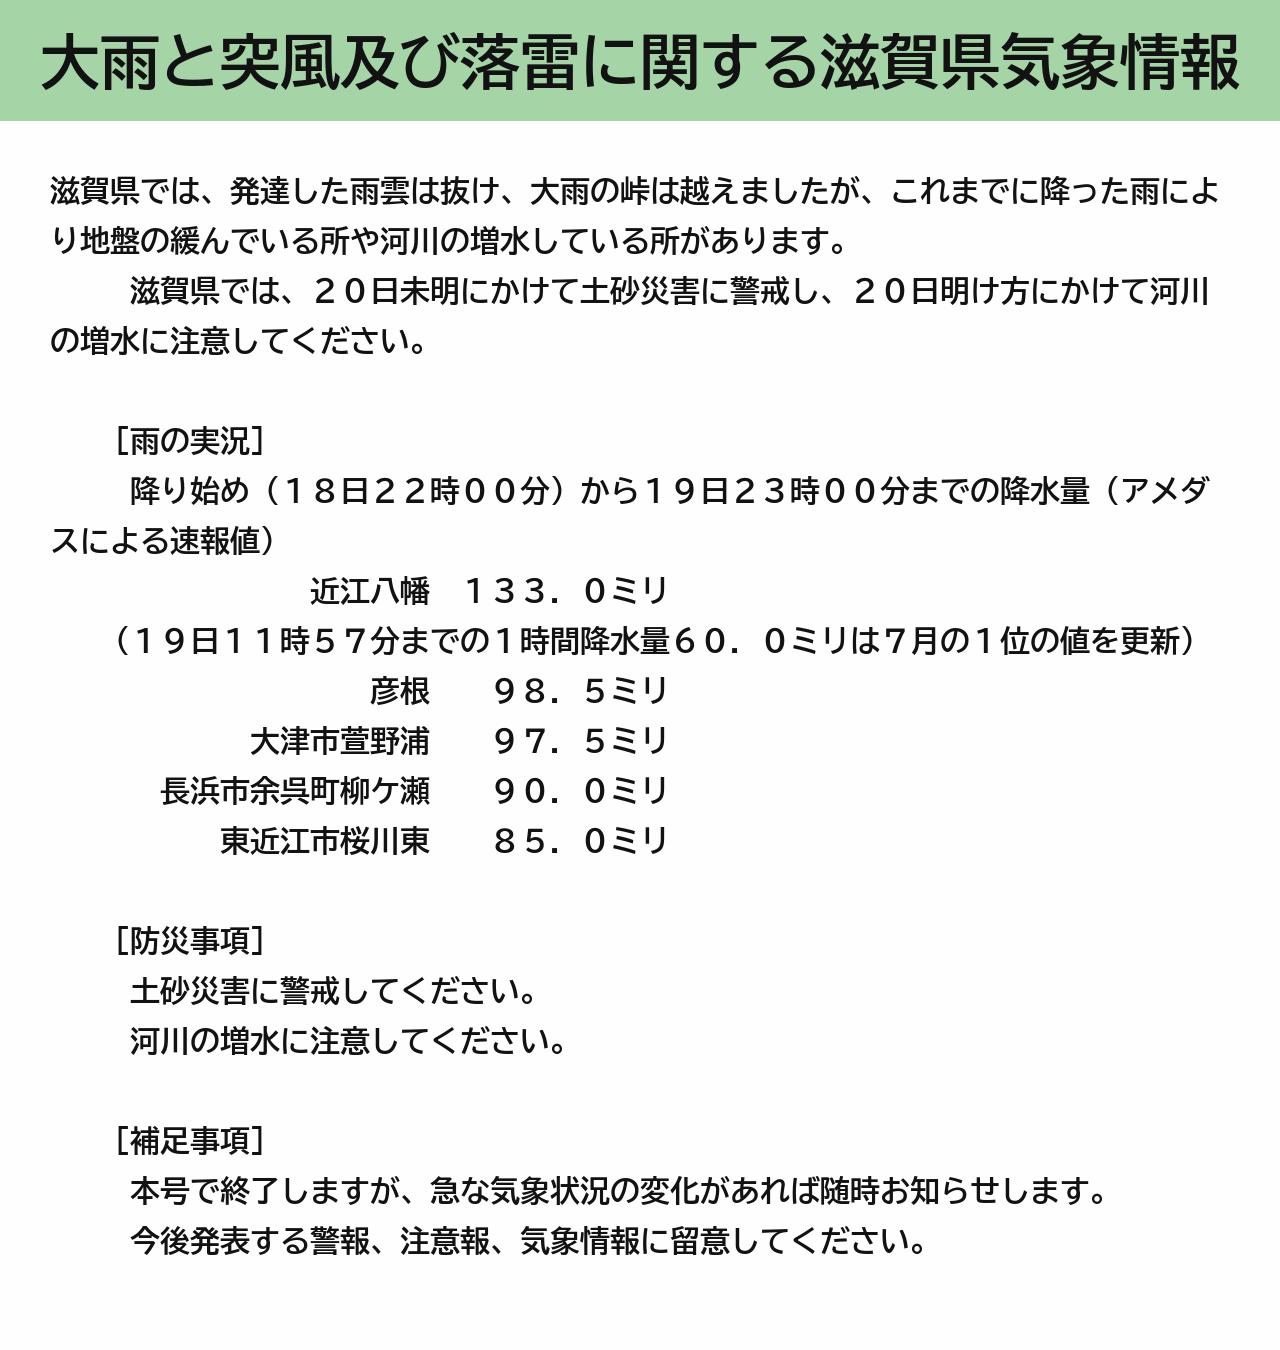 大雨と突風及び落雷に関する滋賀県気象情報
滋賀県では、発達した雨雲は抜け、大雨の峠は越えましたが、これまでに降った雨によ
り地盤の緩んでいる所や河川の増水している所があります。
滋賀県では、２０日未明にかけて土砂災害に警戒し、２０日明け方にかけて河川
の増水に注意してください。
［雨の実況］
降り始め（１８日２２時００分）から１９日２３時００分までの降水量（アメダ
スによる速報値）
近江八幡　１３３．０ミリ
（１９日１１時５７分までの１時間降水量６０．０ミリは７月の１位の値を更新）
彦根　　９８．５ミリ
大津市萱野浦　　９７．５ミリ
長浜市余呉町柳ケ瀬　　９０．０ミリ
東近江市桜川東　　８５．０ミリ
［防災事項］
土砂災害に警戒してください。
河川の増水に注意してください。
［補足事項］
本号で終了しますが、急な気象状況の変化があれば随時お知らせします。
今後発表する警報、注意報、気象情報に留意してください。